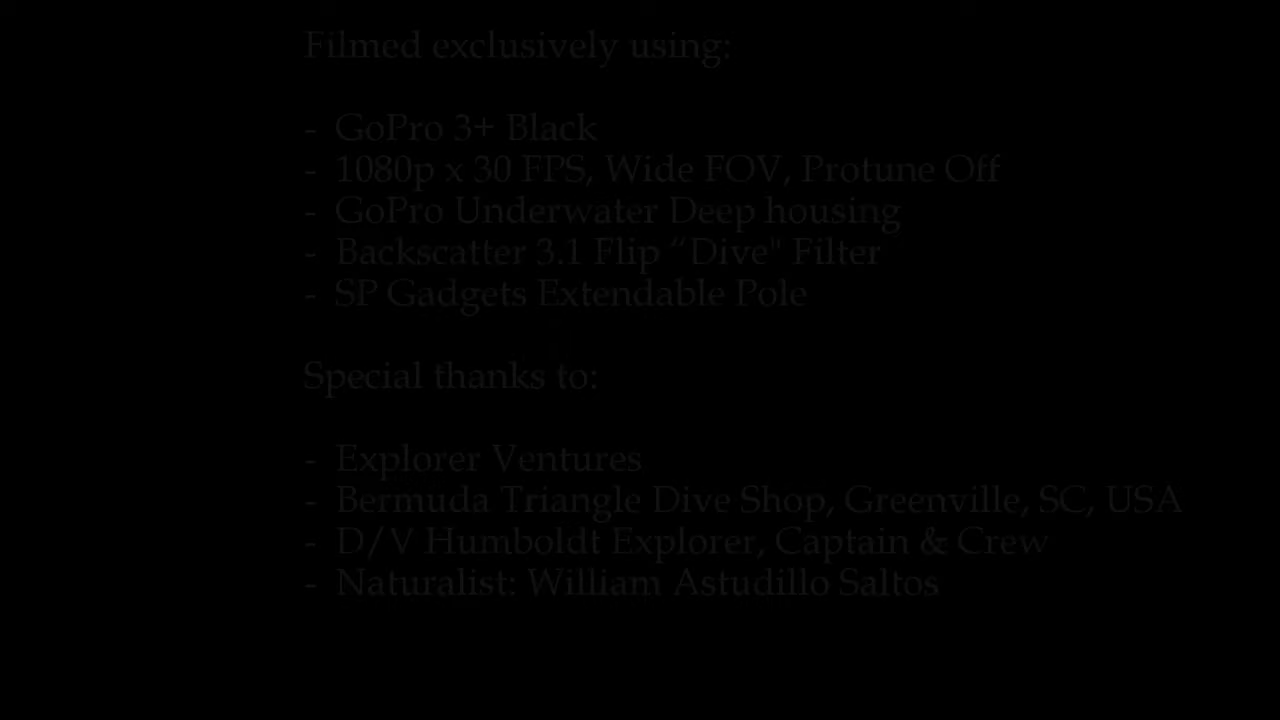 Filmed exclusively using:
- GoPro 3+ Black
- 1080p x 30 FPS, Wide FOV, Protune Off
- GoPro Underwater Deep housing
- Backscatter 3.1 Flip “Dive" Filter
- SP Gadgets Extendable Pole
Special thanks to:
- Explorer Ventures
- Bermuda Triangle Dive Shop, Greenville, SC, USA
- D/V Humboldt Explorer, Captain & Crew
- Naturalist: William Astudillo Saltos